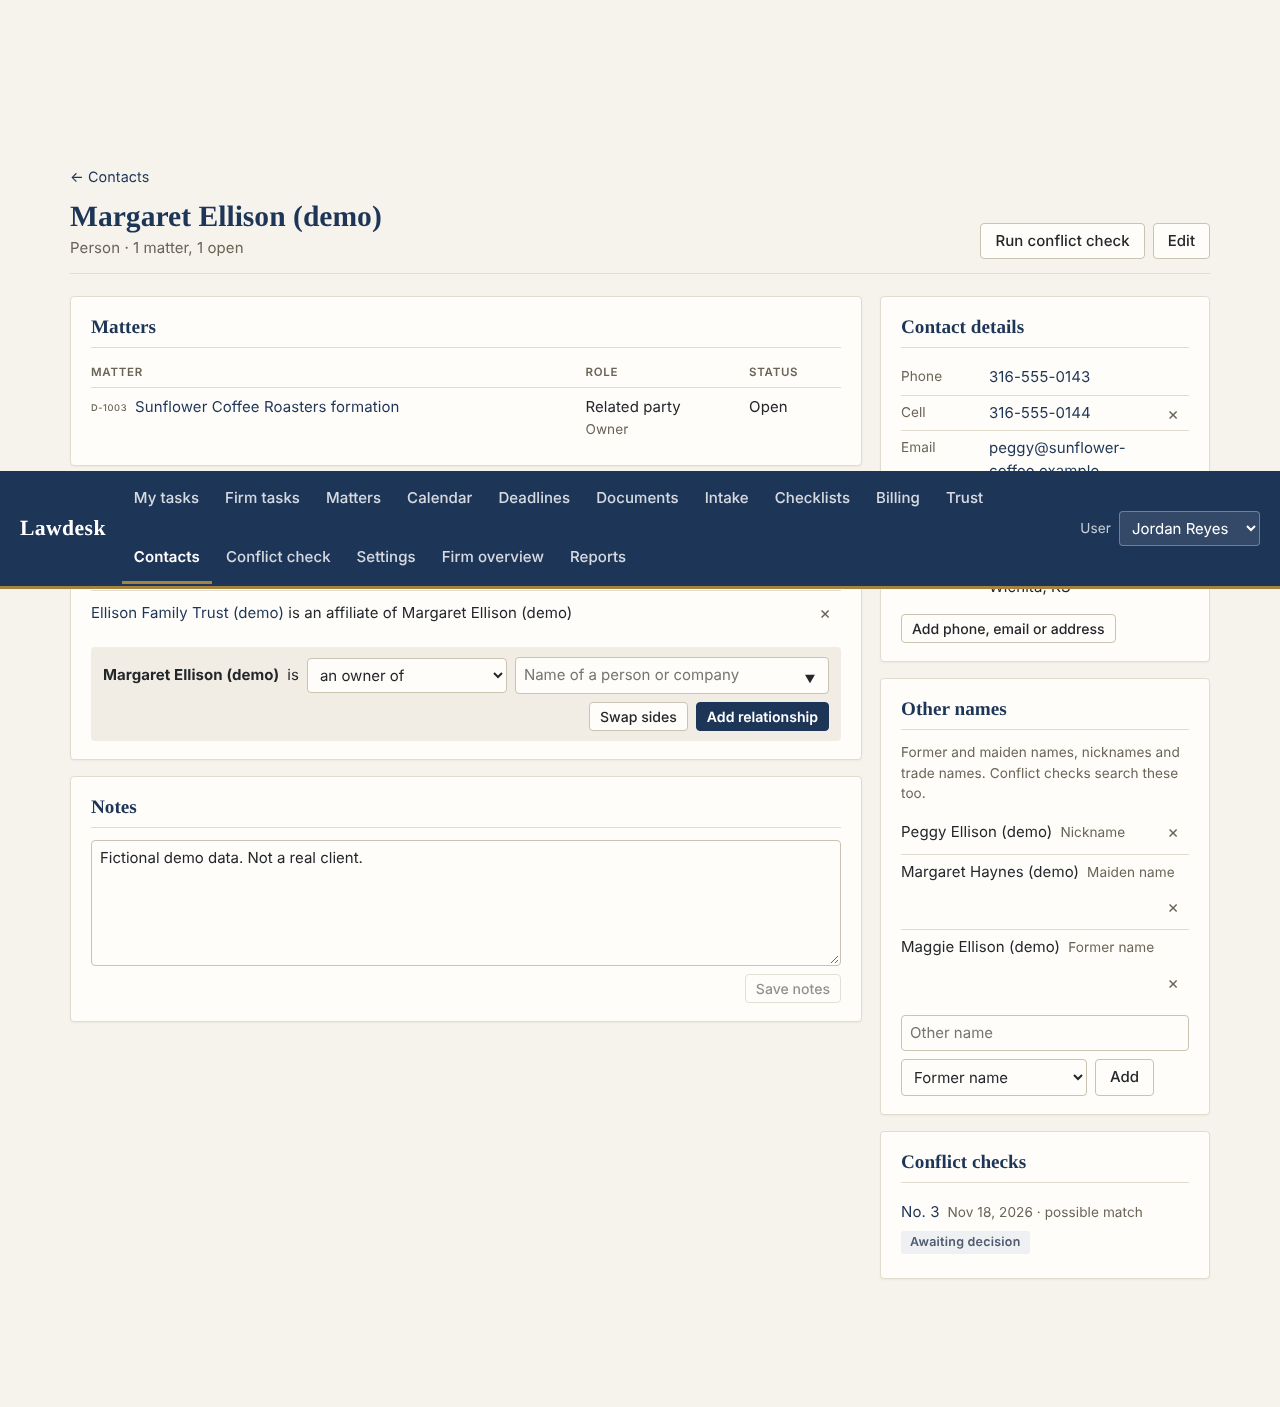 ← Contacts
Margaret Ellison (demo)
Person · 1 matter, 1 open
Run conflict check
Edit
Matters
MATTER ROLE STATUS
D-1003 Sunflower Coffee Roasters formation Related party Open
Owner
Contact details
Phone 316-555-0143
Cell 316-555-0144 ×
Email peggy@sunflower-
coffee.example
Lawdesk
My tasks Firm tasks Matters Calendar Deadlines Documents Intake Checklists Billing Trust
Contacts Conflict check Settings Firm overview Reports
User Jordan Reyes
Wichita, KS
Add phone, email or address
Ellison Family Trust (demo) is an affiliate of Margaret Ellison (demo) ×
Margaret Ellison (demo) is an owner of Name of a person or company ▼
Swap sides Add relationship
Notes
Fictional demo data. Not a real client.
Save notes
Other names
Former and maiden names, nicknames and
trade names. Conflict checks search these
too.
Peggy Ellison (demo) Nickname ×
Margaret Haynes (demo) Maiden name
×
Maggie Ellison (demo) Former name
×
Other name
Former name Add
Conflict checks
No. 3 Nov 18, 2026 · possible match
Awaiting decision